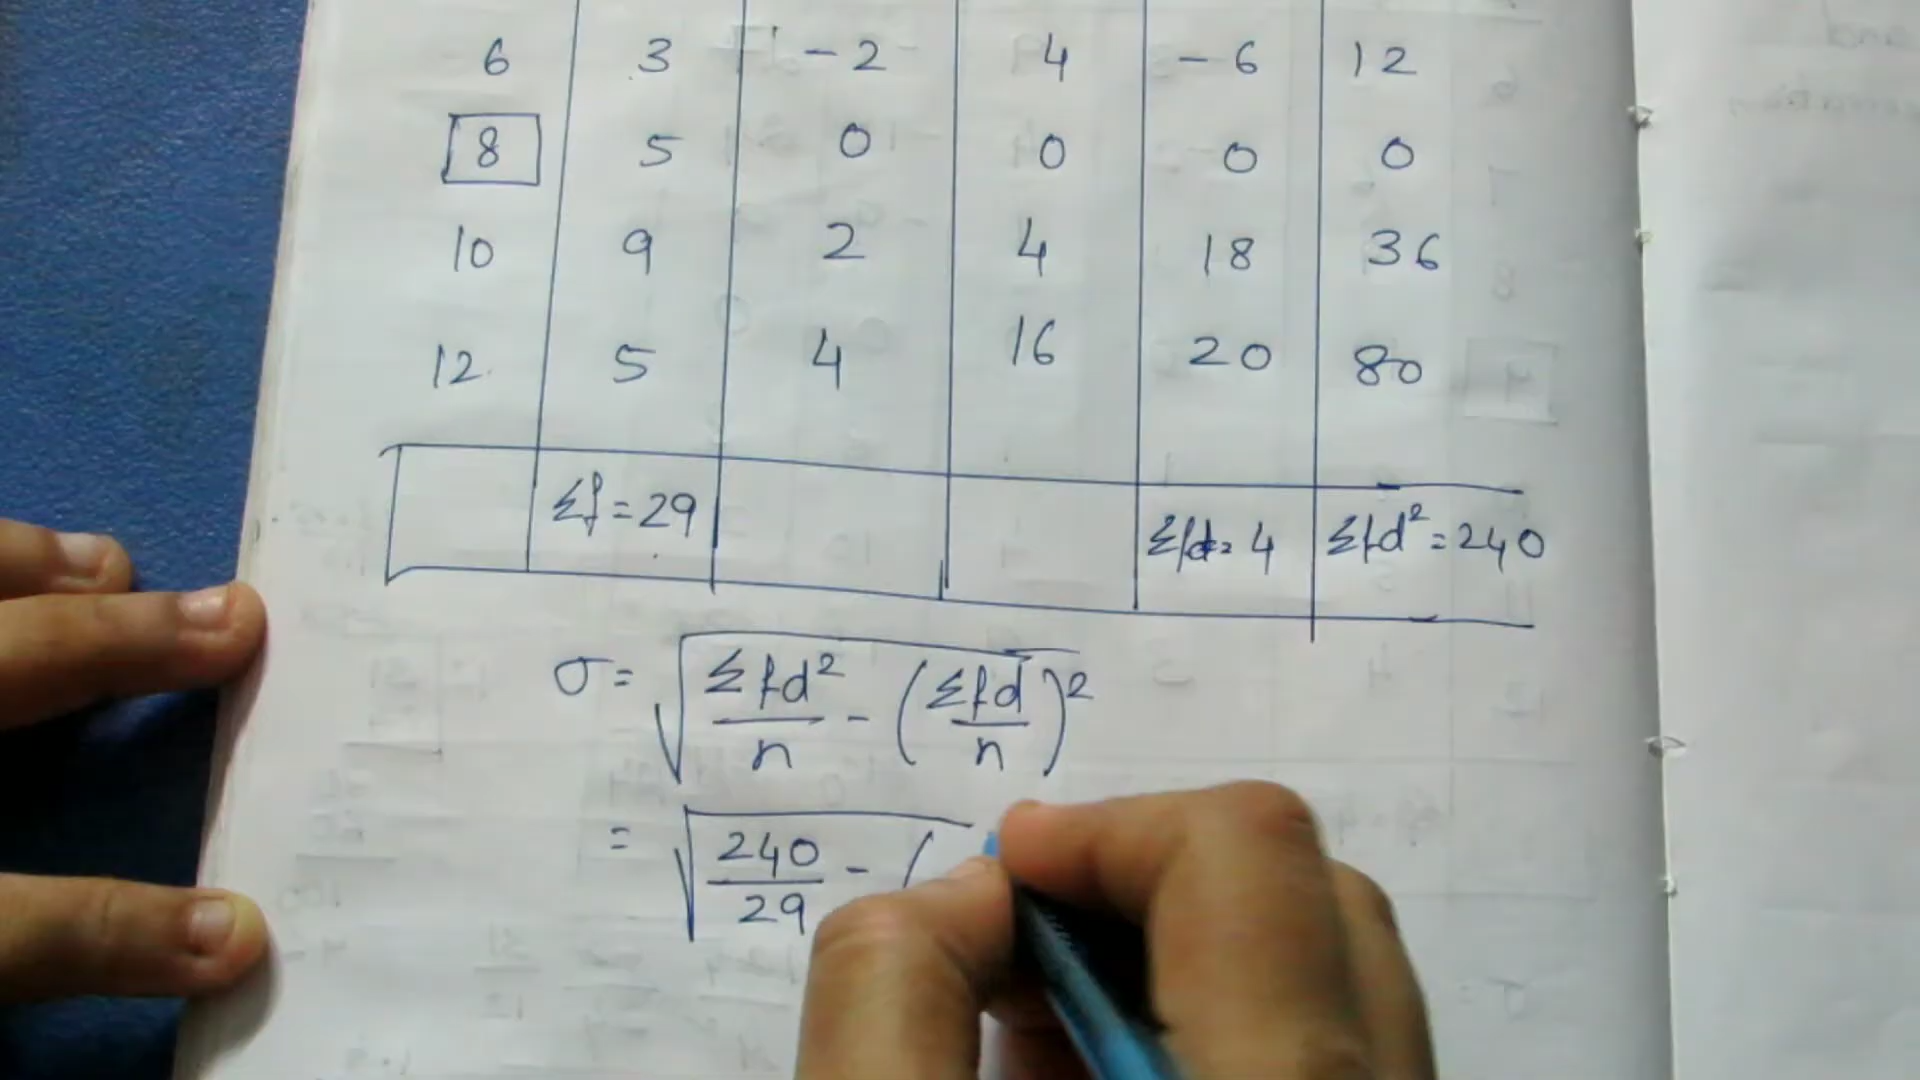 6 3 -2 4 -6 12
8 5 0 0 0 0
10 9 2 4 18 36
12 5 4 16 20 80
Σf = 29 Σfd = 4 Σfd² = 240
σ = √(Σfd²/n - (Σfd/n)²
= √(240/29 - (